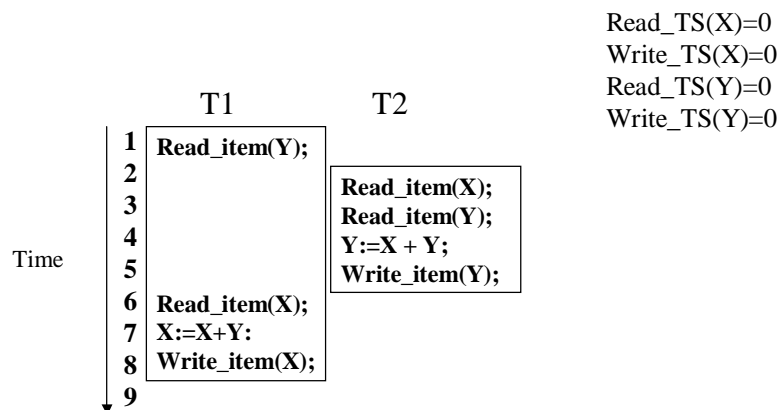 Read_TS(X)=0
Write_TS(X)=0
Read_TS(Y)=0
Write_TS(Y)=0
T1 T2
1 Read_item(Y);
2 Read_item(X);
3 Read_item(Y);
4 Y:=X + Y;
Time
5 Write_item(Y);
6 Read_item(X);
7 X:=X+Y:
8 Write_item(X);
9